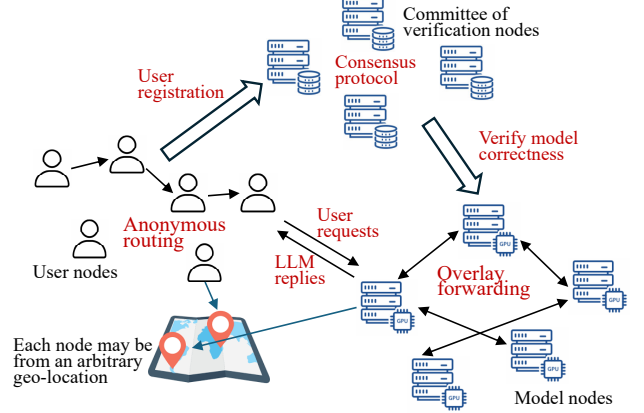 Committee of
verification nodes
Consensus
protocol
User
registration
Verify model
correctness
Anonymous
routing
User
requests
LLM
replies
User nodes
GPU
Overlay
forwarding
GPU
GPU
GPU
GPU
Each node may be
from an arbitrary
geo-location
Model nodes